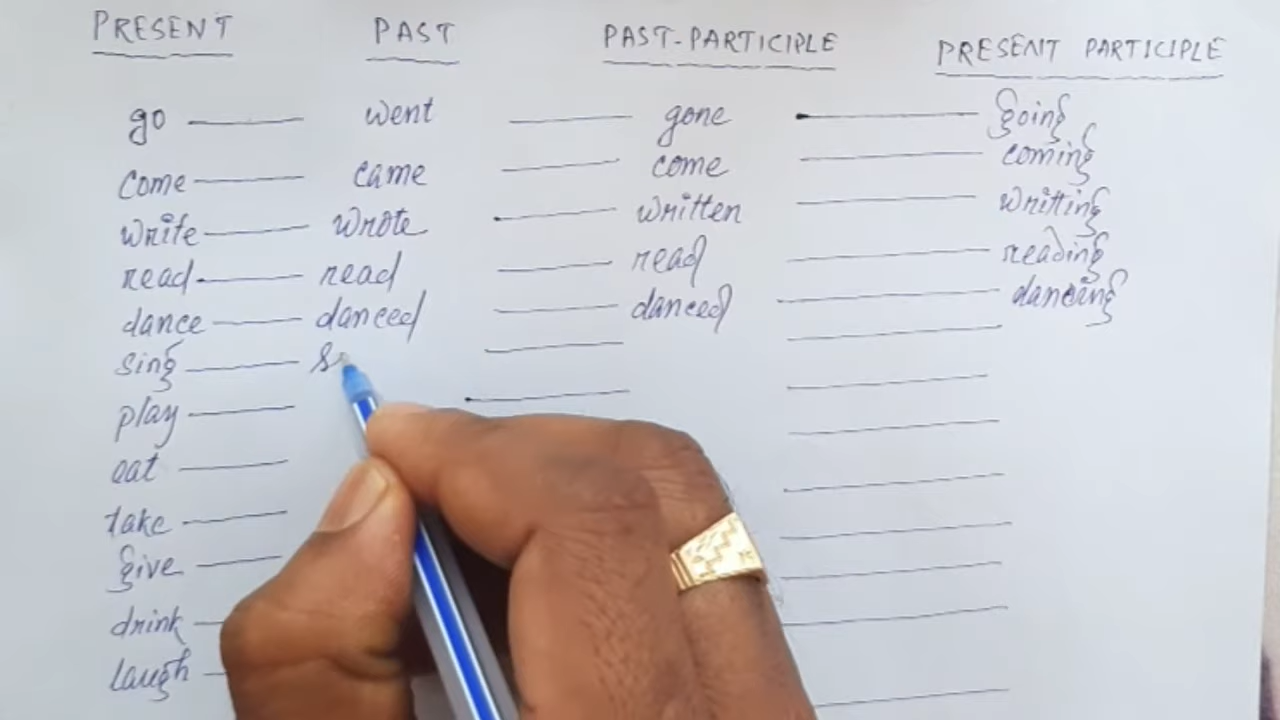 PRESENT PAST PAST-PARTICIPLE PRESENT PARTICIPLE
go went gone going
come came come coming
write wrote written writting
read read read reading
dance danced danced dancing
sing s
play
eat
take
give
drink
laugh